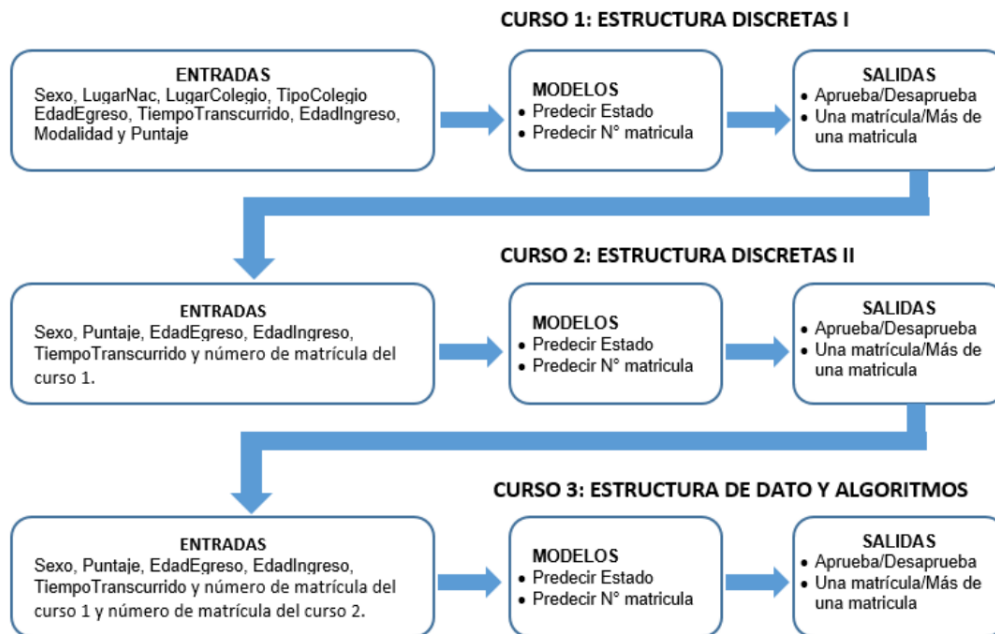 CURSO 1: ESTRUCTURA DISCRETAS I
ENTRADAS
Sexo, LugarNac, LugarColegio, TipoColegio
EdadEgreso, TiempoTranscurrido, EdadIngreso,
Modalidad y Puntaje
MODELOS
• Predecir Estado
• Predecir N° matricula
SALIDAS
• Aprueba/Desaprueba
• Una matrícula/Más de
una matricula
CURSO 2: ESTRUCTURA DISCRETAS II
ENTRADAS
Sexo, Puntaje, EdadEgreso, EdadIngreso,
TiempoTranscurrido y número de matrícula del
curso 1.
MODELOS
• Predecir Estado
• Predecir N° matricula
SALIDAS
• Aprueba/Desaprueba
• Una matrícula/Más de
una matricula
CURSO 3: ESTRUCTURA DE DATO Y ALGORITMOS
ENTRADAS
Sexo, Puntaje, EdadEgreso, EdadIngreso,
TiempoTranscurrido y número de matrícula del
curso 1 y número de matrícula del curso 2.
MODELOS
• Predecir Estado
• Predecir N° matricula
SALIDAS
• Aprueba/Desaprueba
• Una matrícula/Más de
una matricula